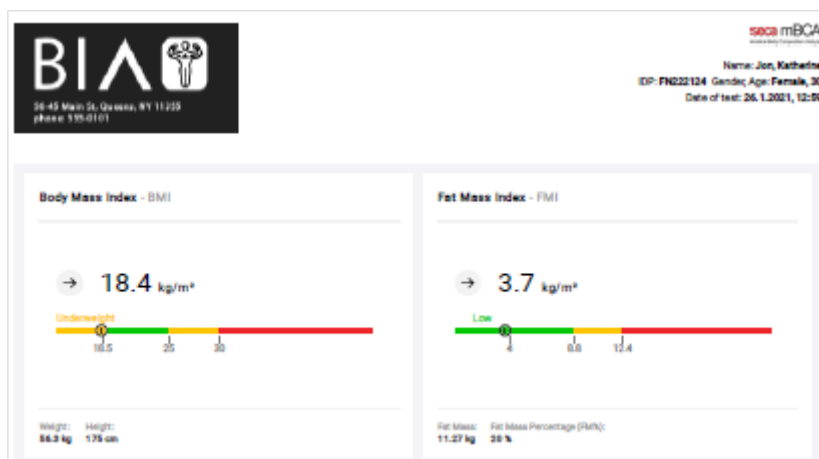 BIA
36-45 Main St, Queens, NY 11355
phone: 555-0101
seca mBCA
Name: Jon, Katherine
IDP: FN222124 Gender, Age: Female, 30
Date of test: 26.1.2021, 12:59
Body Mass Index - BMI
→ 18.4 kg/m²
Underweight
18.5 25 30
Weight: Height:
56.3 kg 175 cm
Fat Mass Index - FMI
→ 3.7 kg/m²
Low
4 8.8 12.4
Fat Mass: Fat Mass Percentage (FM%):
11.27 kg 20 %